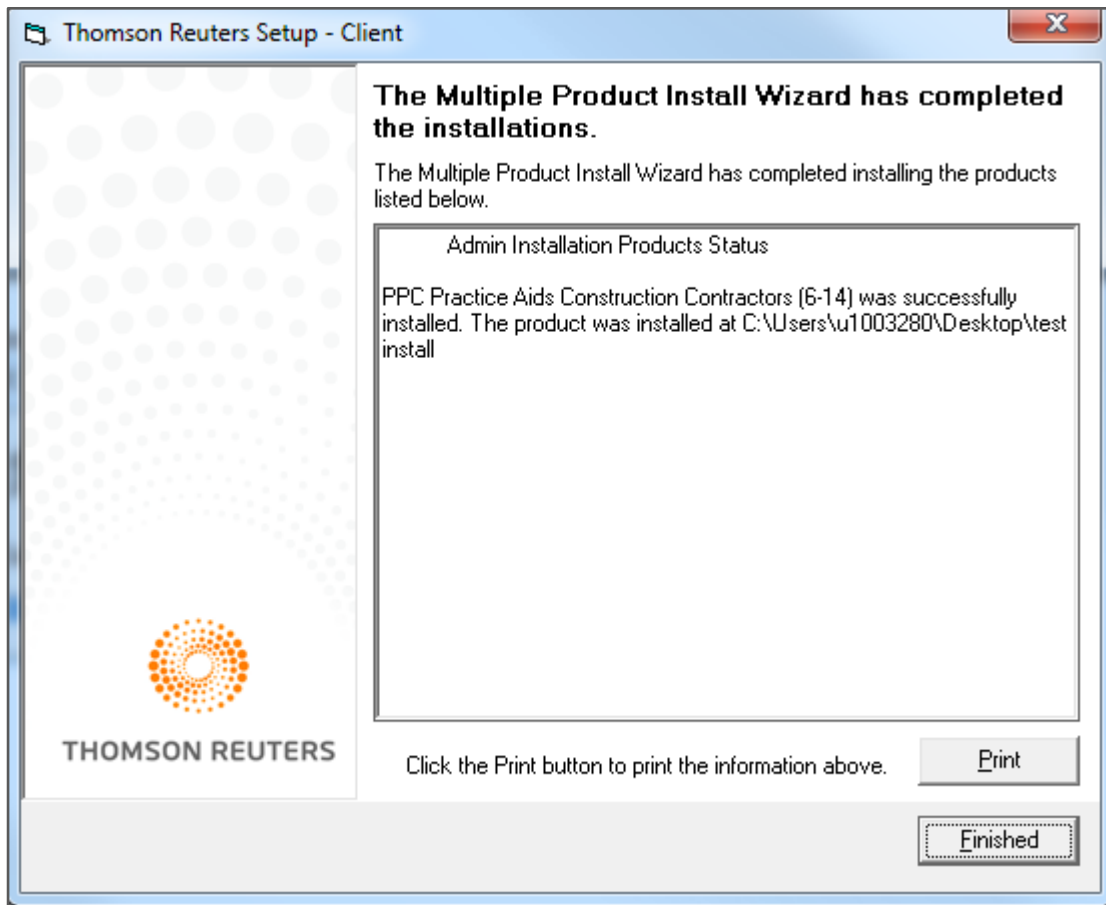 Thomson Reuters Setup - Client
The Multiple Product Install Wizard has completed
the installations.
The Multiple Product Install Wizard has completed installing the products
listed below.
Admin Installation Products Status
PPC Practice Aids Construction Contractors (6-14) was successfully
installed. The product was installed at C:\Users\u1003280\Desktop\test
install
THOMSON REUTERS
Click the Print button to print the information above.
Print
Finished